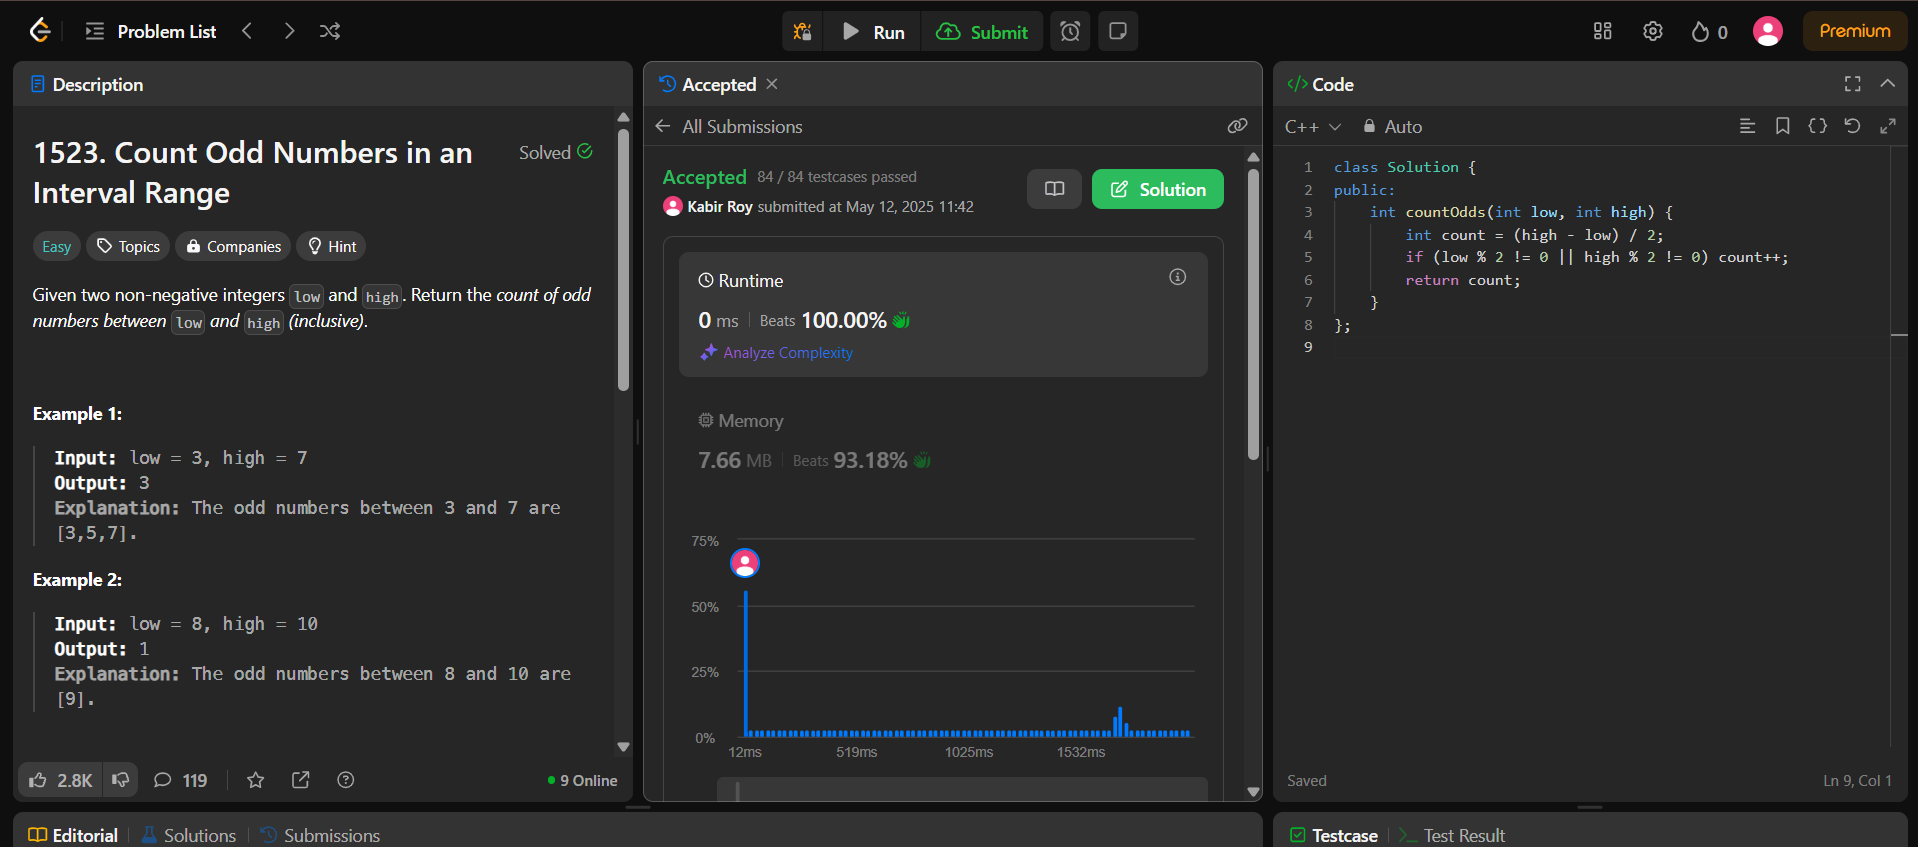 Problem List
Run
Submit
0
Premium
Description
1523. Count Odd Numbers in an
Interval Range
Solved
Easy
Topics
Companies
Hint
Given two non-negative integers low and high. Return the count of odd
numbers between low and high (inclusive).
Example 1:
Input: low = 3, high = 7
Output: 3
Explanation: The odd numbers between 3 and 7 are
[3,5,7].
Example 2:
Input: low = 8, high = 10
Output: 1
Explanation: The odd numbers between 8 and 10 are
[9].
2.8K
119
9 Online
Accepted
All Submissions
Accepted 84 / 84 testcases passed
Kabir Roy submitted at May 12, 2025 11:42
Solution
Runtime
0 ms Beats 100.00%
Analyze Complexity
Memory
7.66 MB Beats 93.18%
75%
50%
25%
0%
12ms 519ms 1025ms 1532ms
Code
C++ Auto
1 class Solution {
2 public:
3 int countOdds(int low, int high) {
4 int count = (high - low) / 2;
5 if (low % 2 != 0 || high % 2 != 0) count++;
6 return count;
7 }
8 };
9
Saved
Ln 9, Col 1
Editorial
Solutions
Submissions
Testcase
Test Result